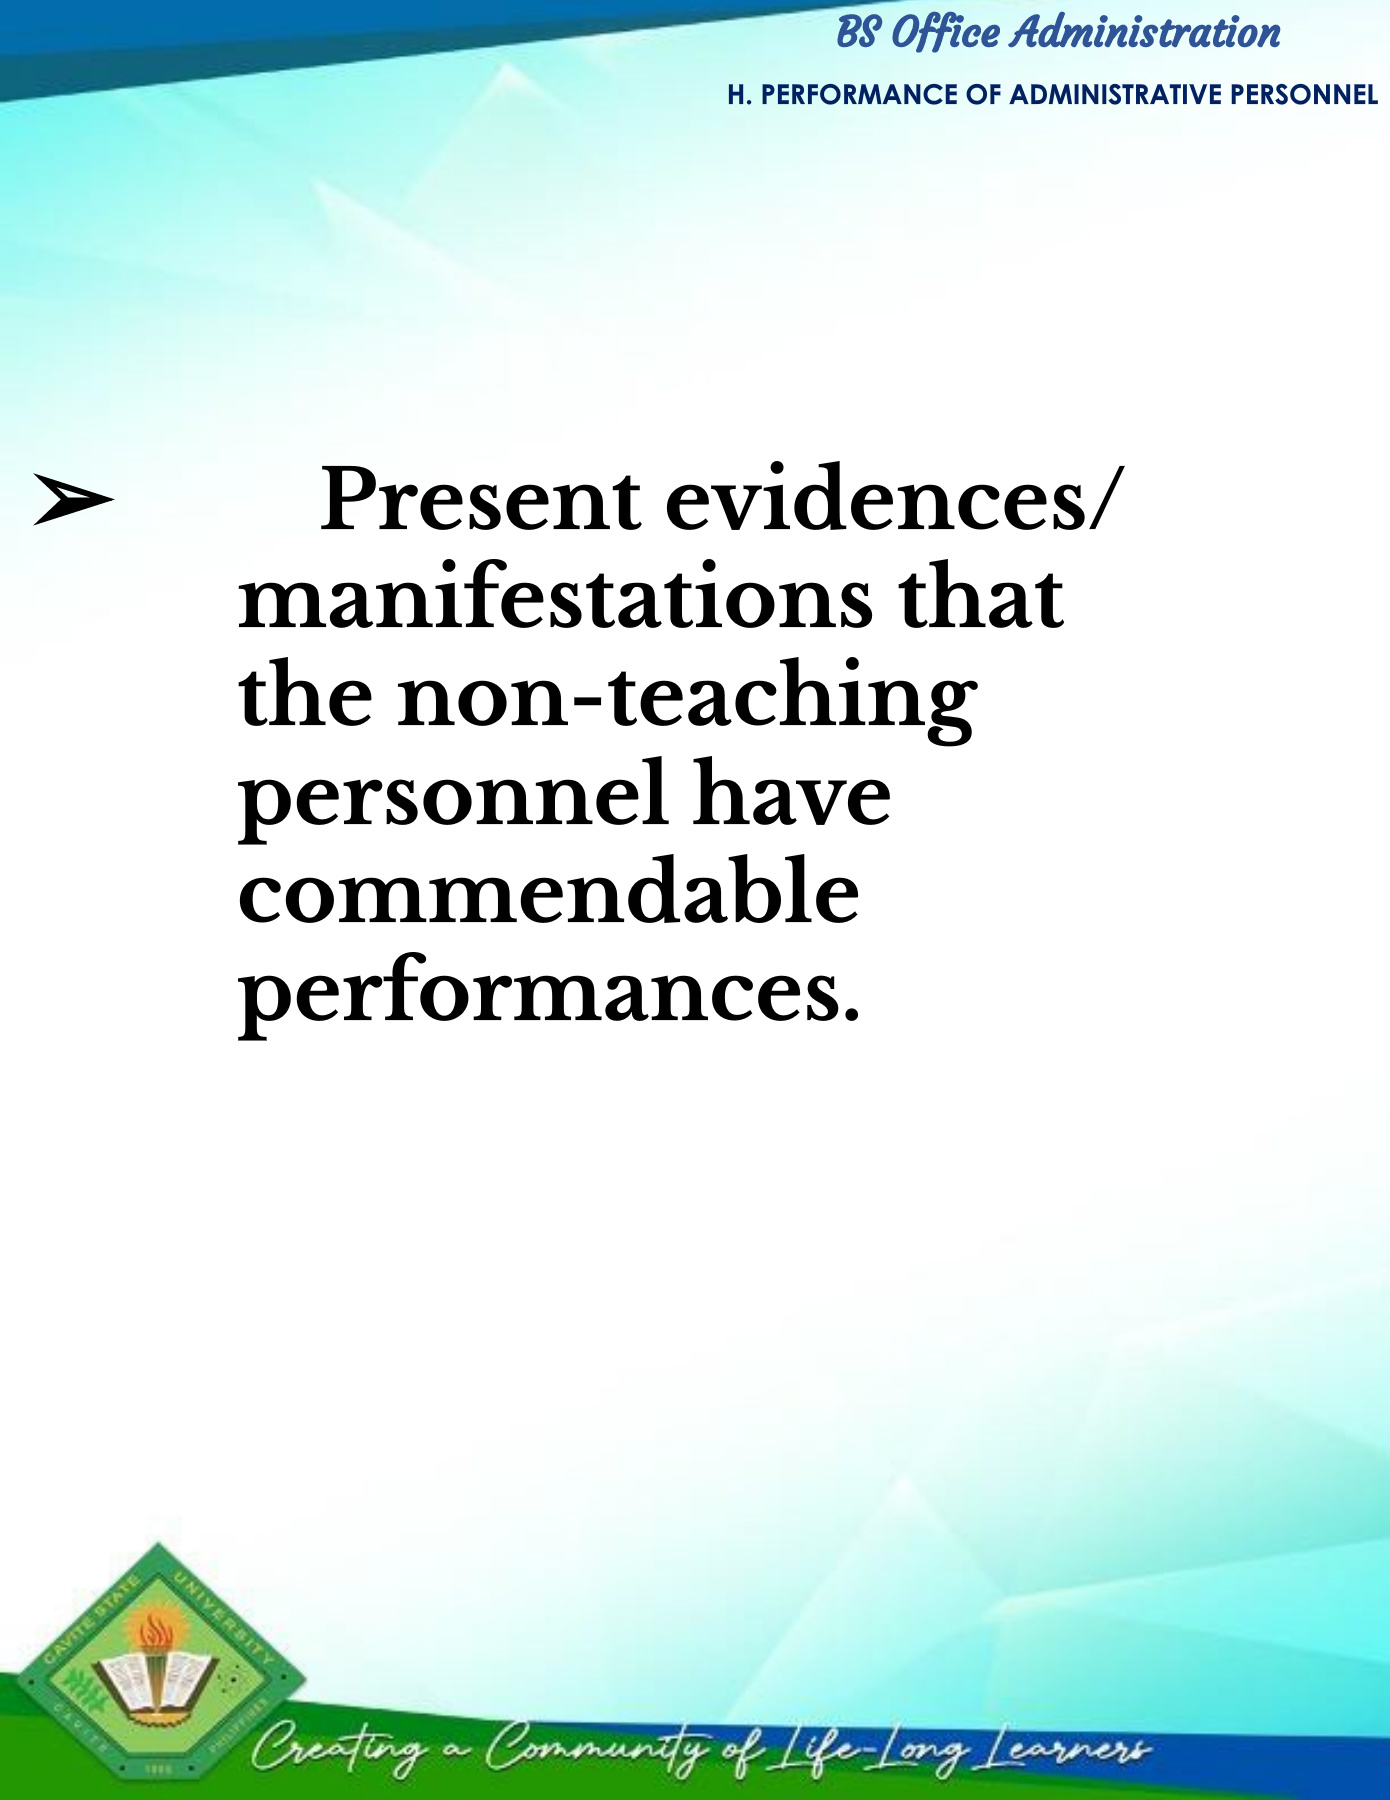 BS Office Administration
H. PERFORMANCE OF ADMINISTRATIVE PERSONNEL
➢ Present evidences/
manifestations that
the non-teaching
personnel have
commendable
performances.
CAVITE STATE UNIVERSITY
CAVITE
PHILIPPINES
1906
Creating a Community of Life-Long Learners